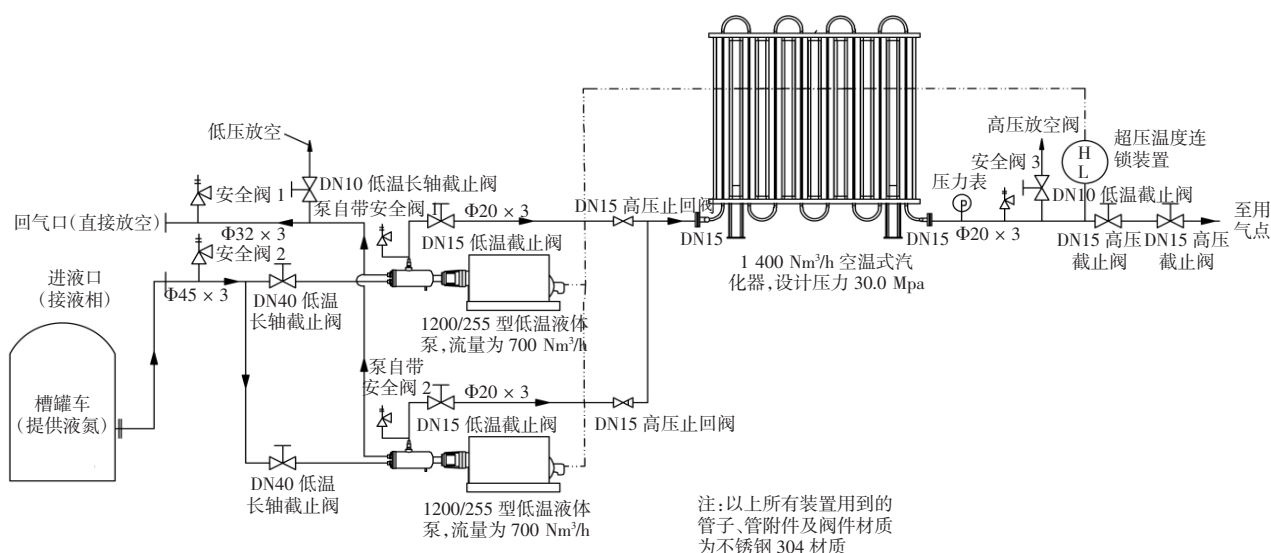 低压放空
安全阀 1
DN10 低温长轴截止阀
泵自带安全阀
Φ20 × 3
DN15 高压止回阀
回气口(直接放空)
Φ32 × 3
安全阀 2
DN15 低温截止阀
进液口
(接液相)
Φ45 × 3
DN40 低温
长轴截止阀
1200/255 型低温液体
泵,流量为 700 Nm³/h
槽罐车
(提供液氮)
泵自带
安全阀 2
Φ20 × 3
DN15 低温截止阀
DN15 高压止回阀
DN40 低温
长轴截止阀
1200/255 型低温液体
泵,流量为 700 Nm³/h
DN15
DN15
1 400 Nm³/h 空温式汽
化器,设计压力 30.0 Mpa
高压放空阀
安全阀 3
压力表
Φ20 × 3
H
L
超压温度连
锁装置
DN10 低温截止阀
DN15 高压
截止阀
DN15 高压
截止阀
至用
气点
注:以上所有装置用到的
管子、管附件及阀件材质
为不锈钢 304 材质